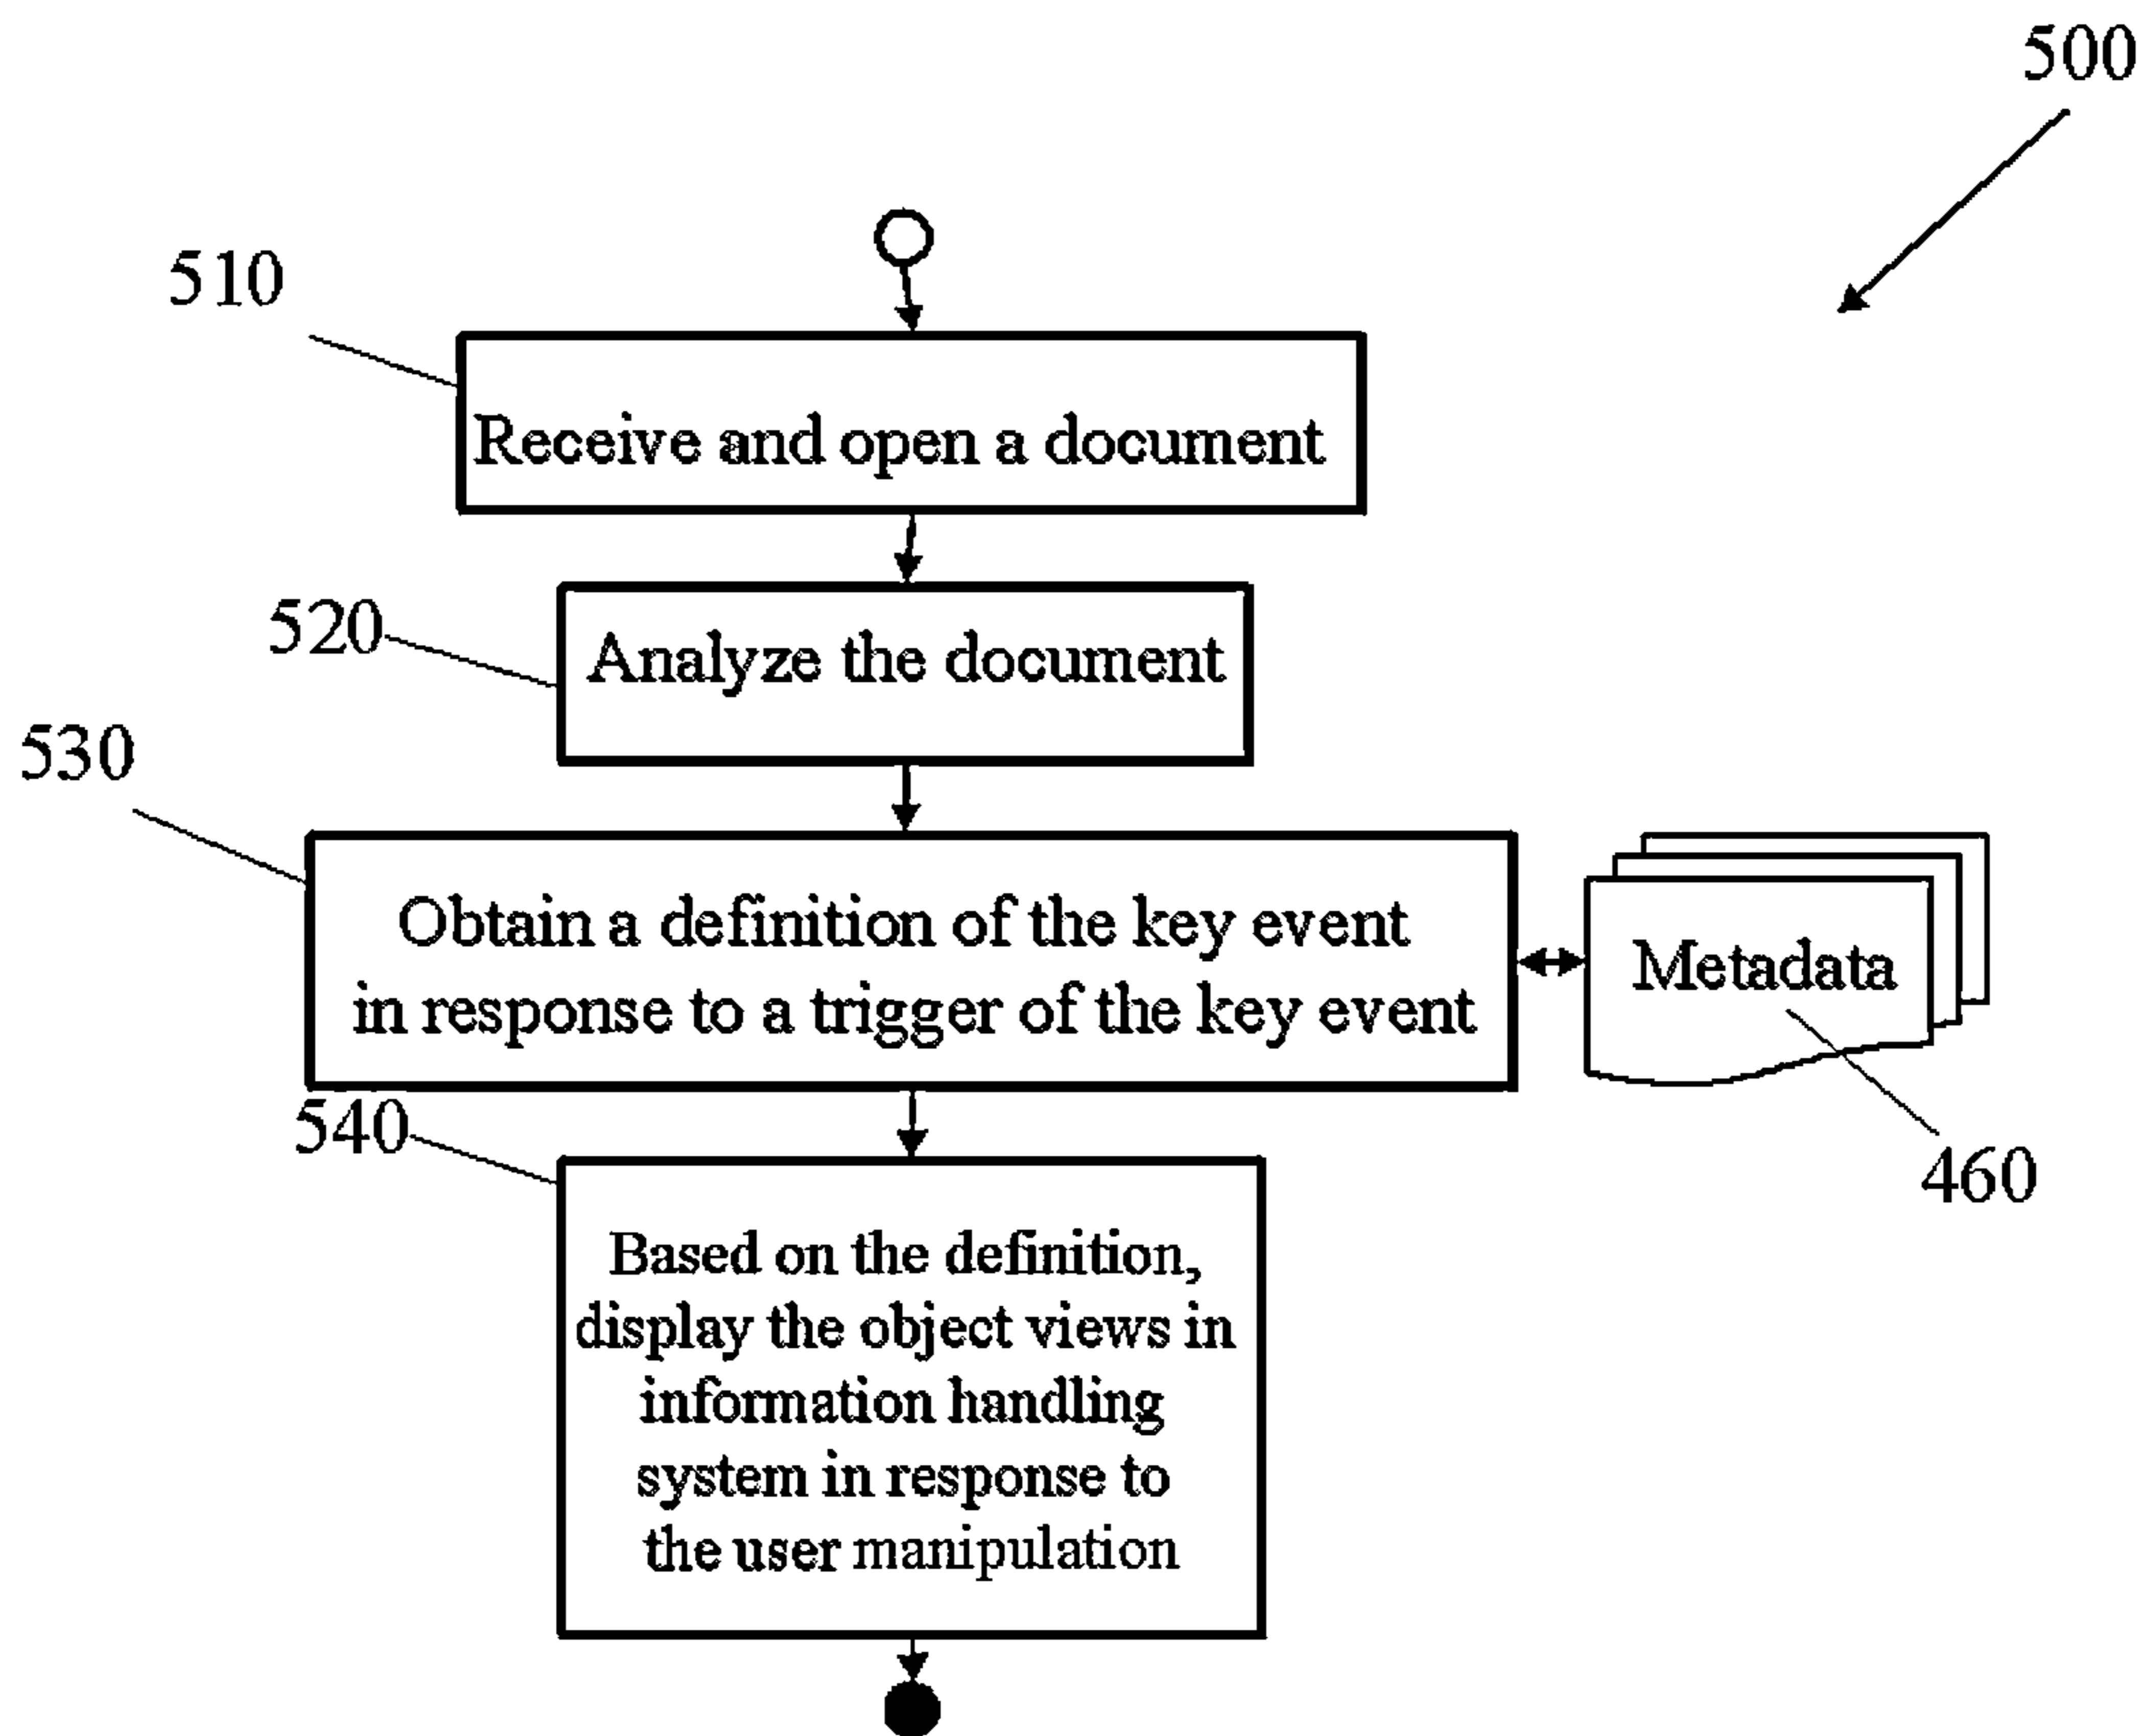 500
510
Receive and open a document
520
Analyze the document
530
Obtain a definition of the key event
in response to a trigger of the key event
Metadata
460
540
Based on the definition,
display the object views in
information handling
system in response to
the user manipulation